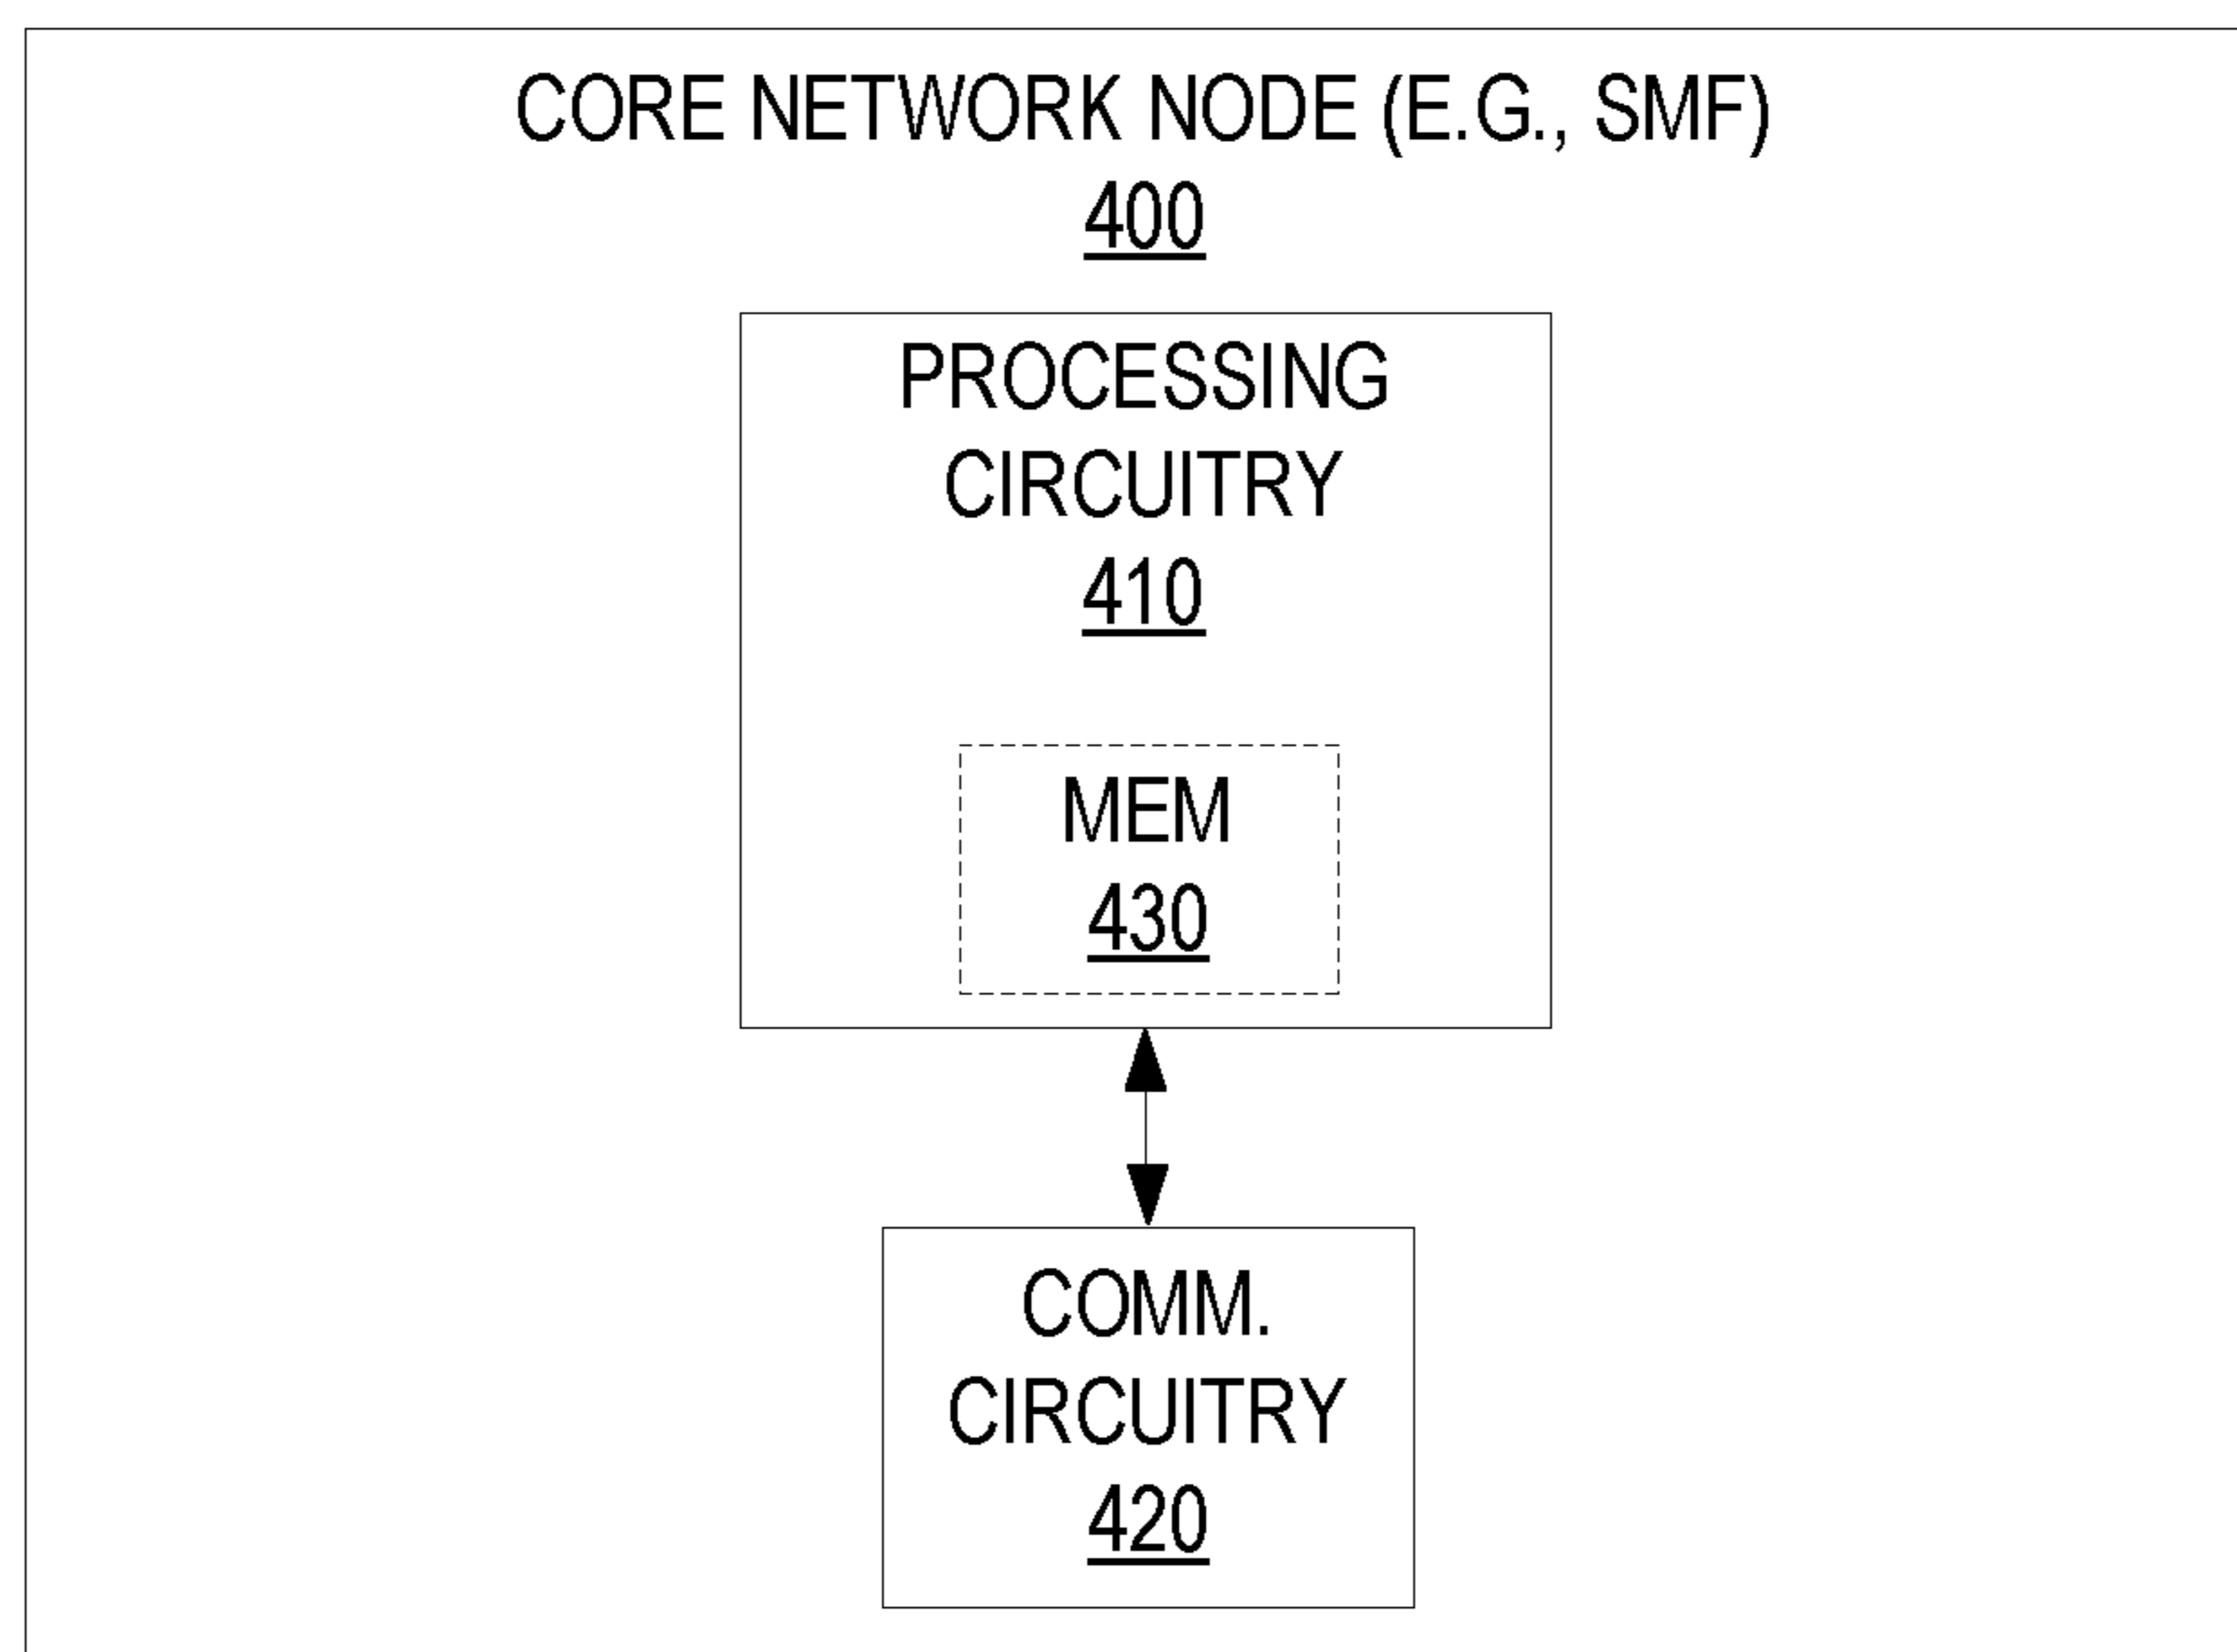 CORE NETWORK NODE (E.G., SMF)
400
PROCESSING
CIRCUITRY
410
MEM
430
COMM.
CIRCUITRY
420